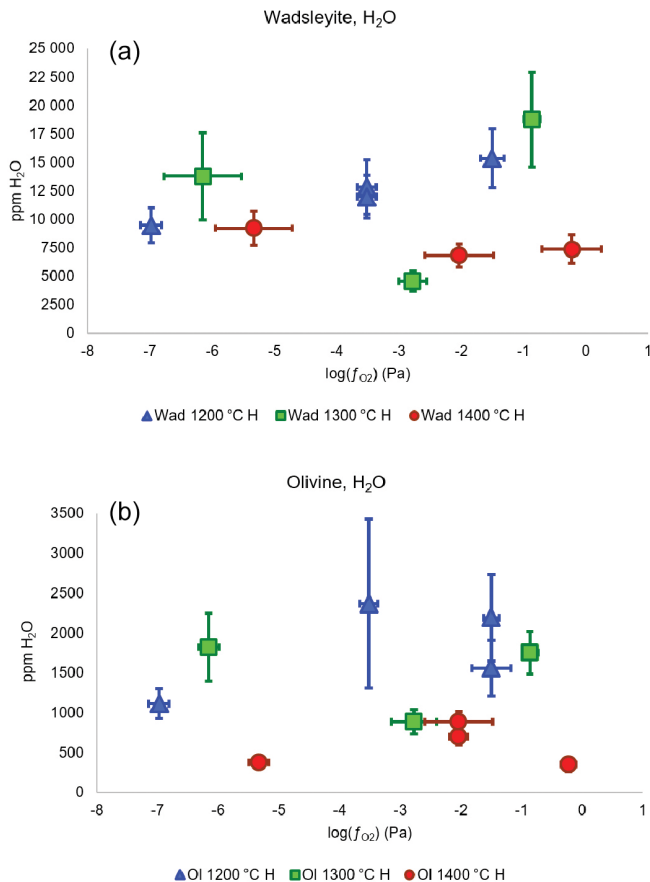 Wadsleyite, H₂O
(a)
ppm H₂O
25 000
22 500
20 000
17 500
15 000
12 500
10 000
7500
5000
2500
0
-8 -7 -6 -5 -4 -3 -2 -1 0 1
log(fO2) (Pa)
Wad 1200 °C H Wad 1300 °C H Wad 1400 °C H
Olivine, H₂O
(b)
ppm H₂O
3500
3000
2500
2000
1500
1000
500
0
-8 -7 -6 -5 -4 -3 -2 -1 0 1
log(fO2) (Pa)
Ol 1200 °C H Ol 1300 °C H Ol 1400 °C H